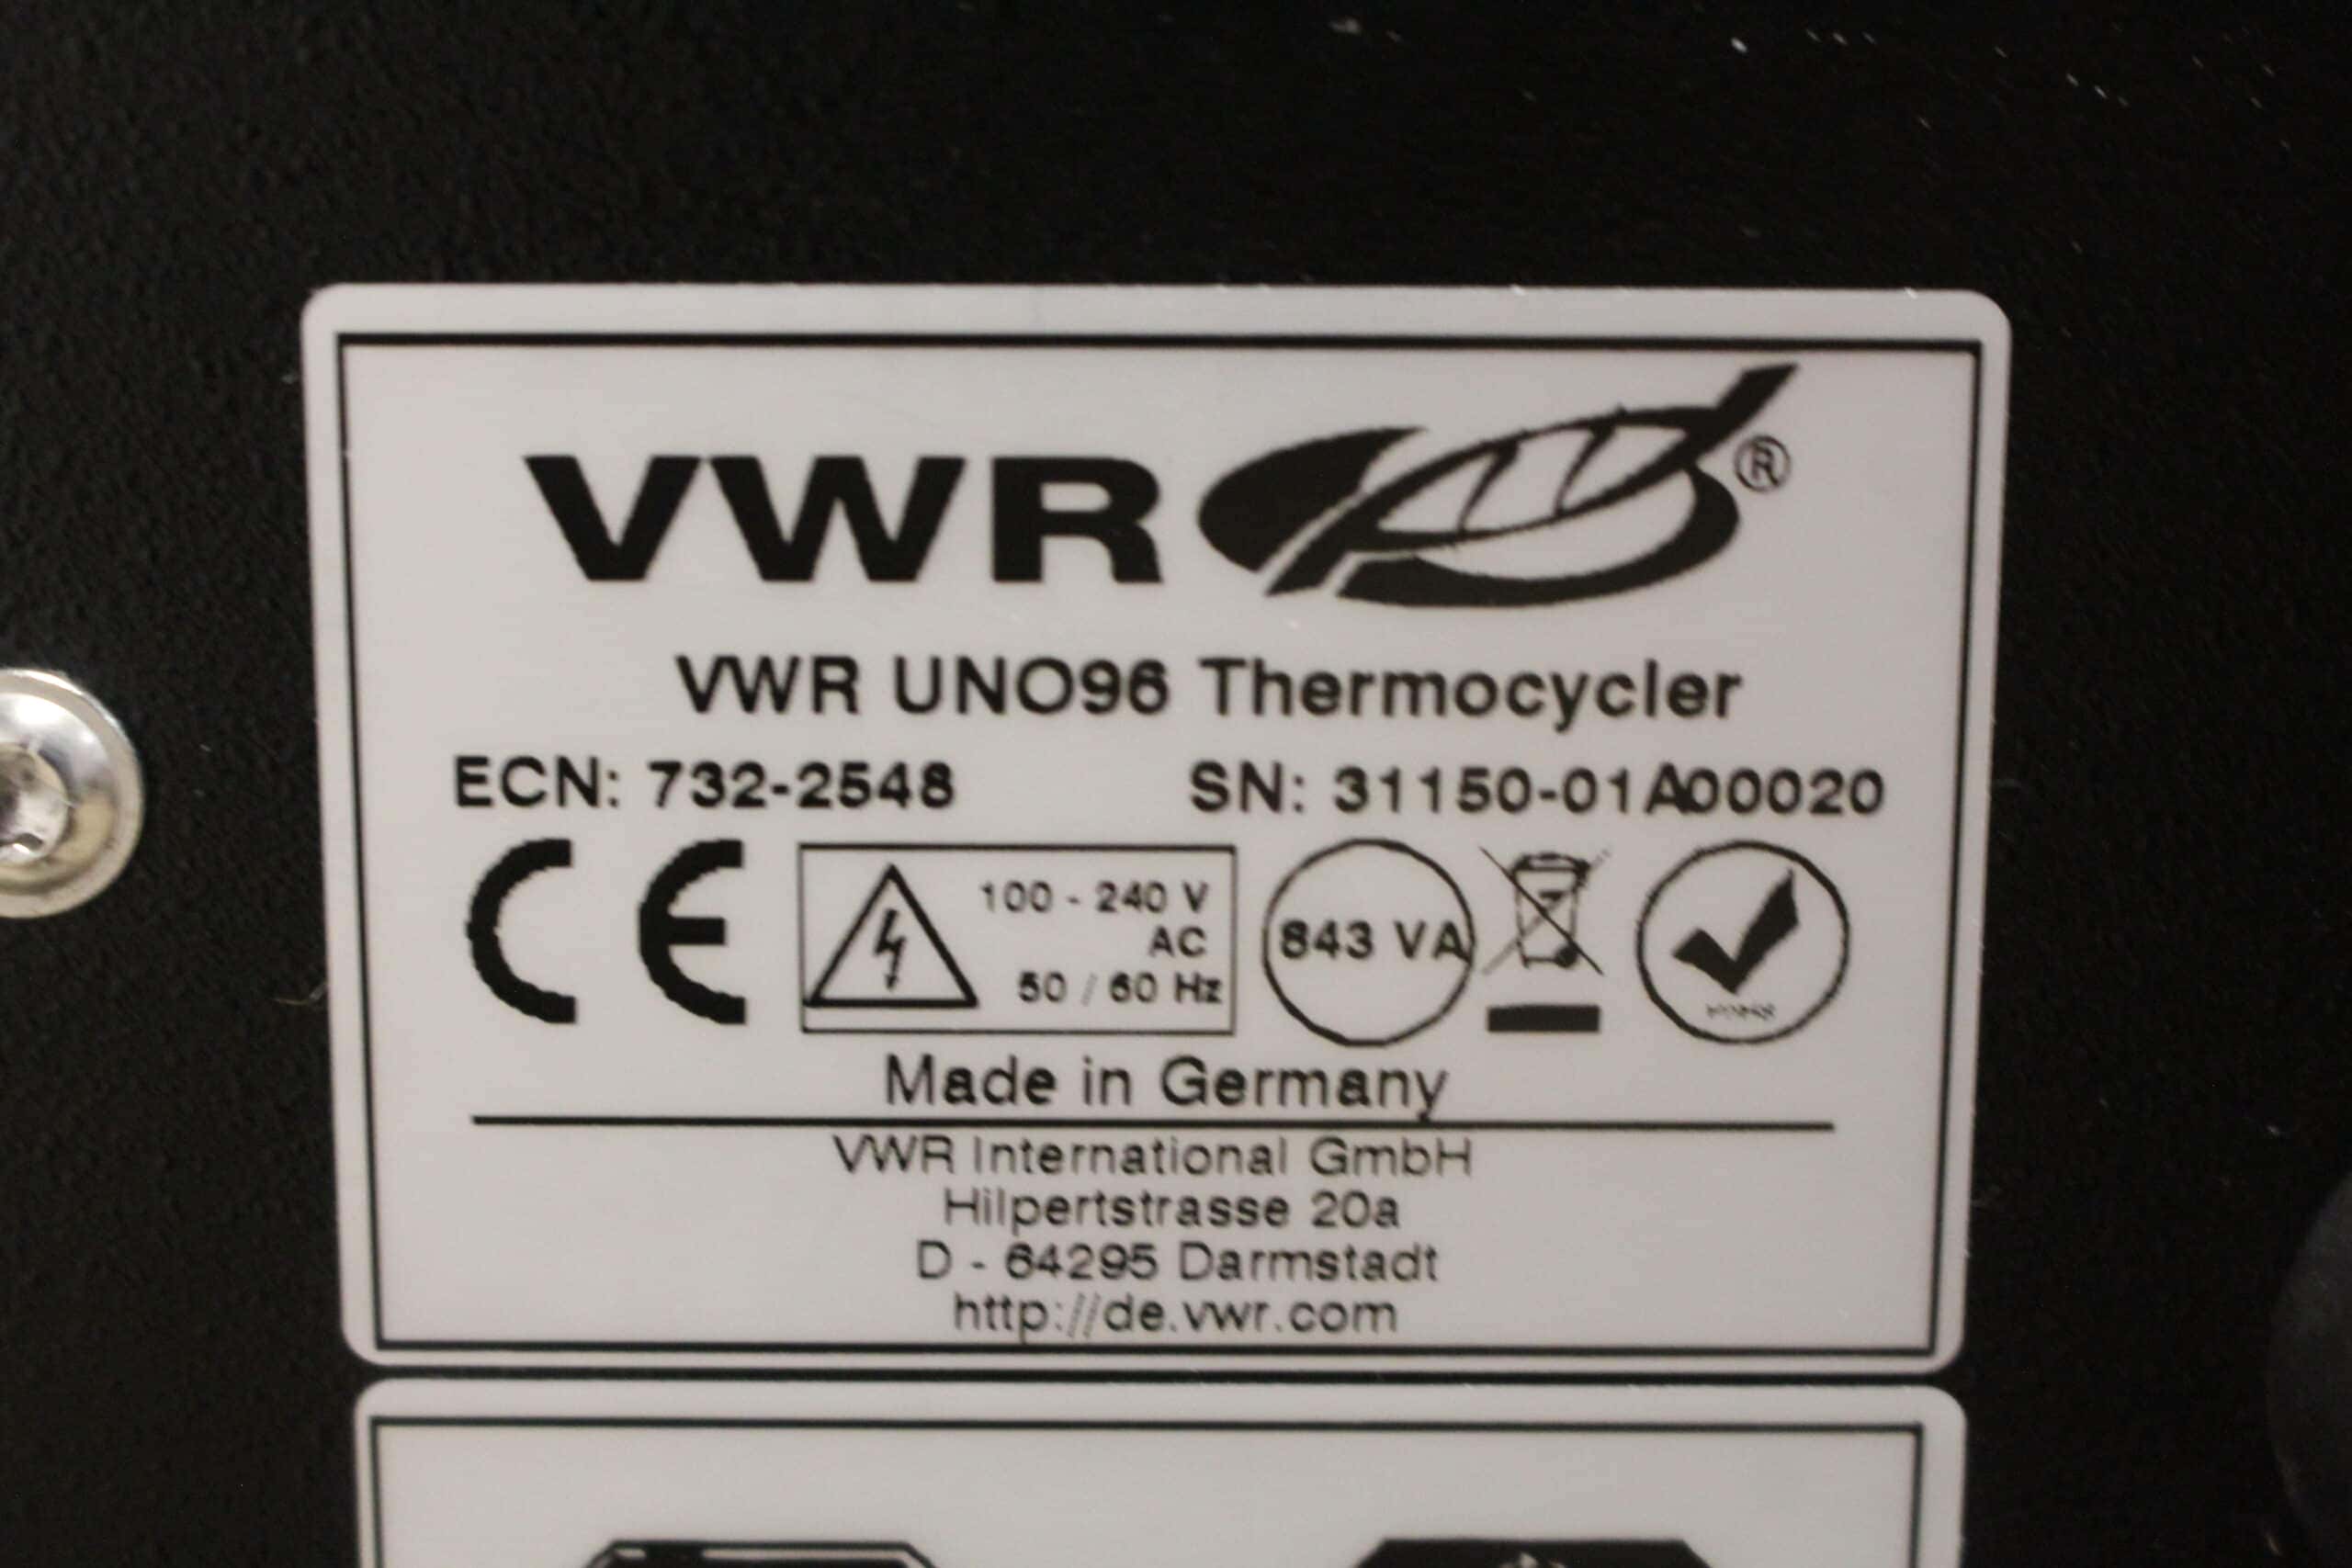 VWR ®
VWR UNO96 Thermocycler
ECN: 732-2548 SN: 31150-01A00020
CE
100 - 240 V
AC
50 / 60 Hz
843 VA
Made in Germany
VWR International GmbH
Hilpertstrasse 20a
D - 64295 Darmstadt
http://de.vwr.com